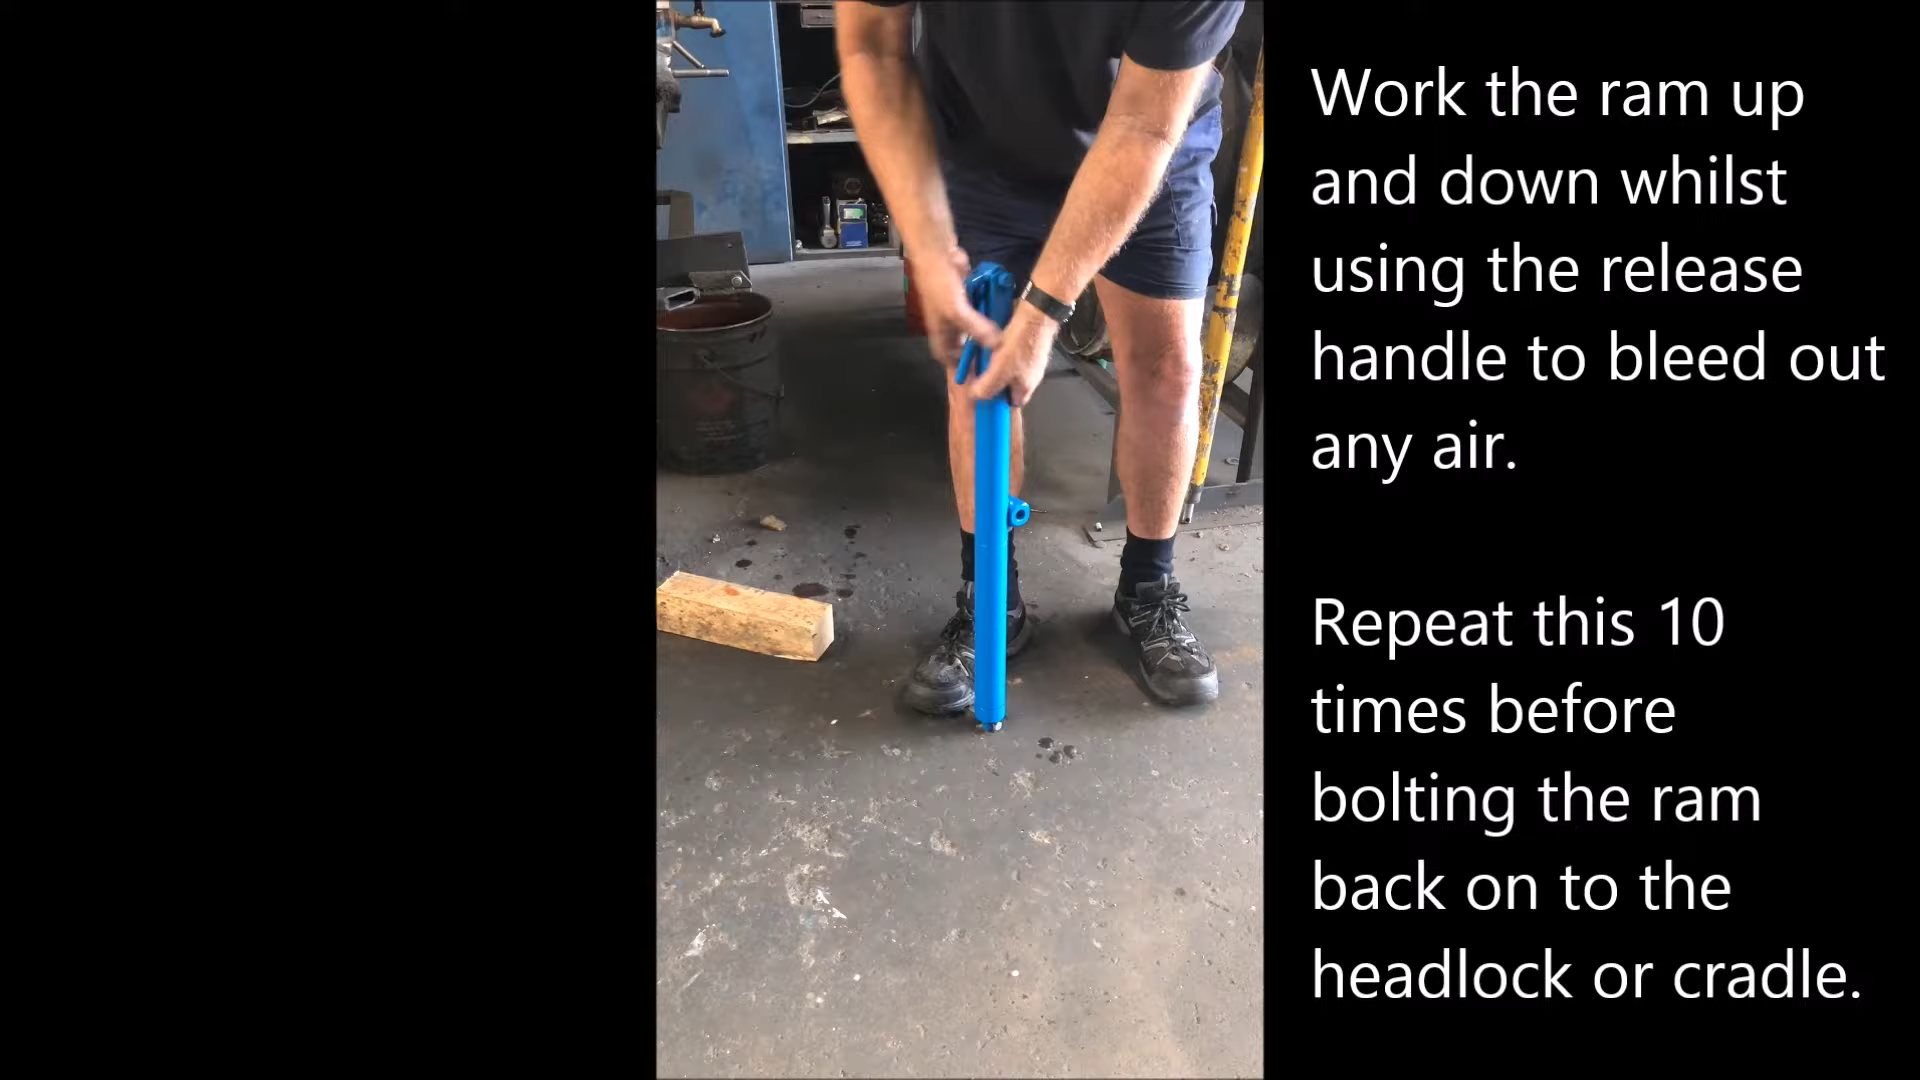 Work the ram up
and down whilst
using the release
handle to bleed out
any air.
Repeat this 10
times before
bolting the ram
back on to the
headlock or cradle.